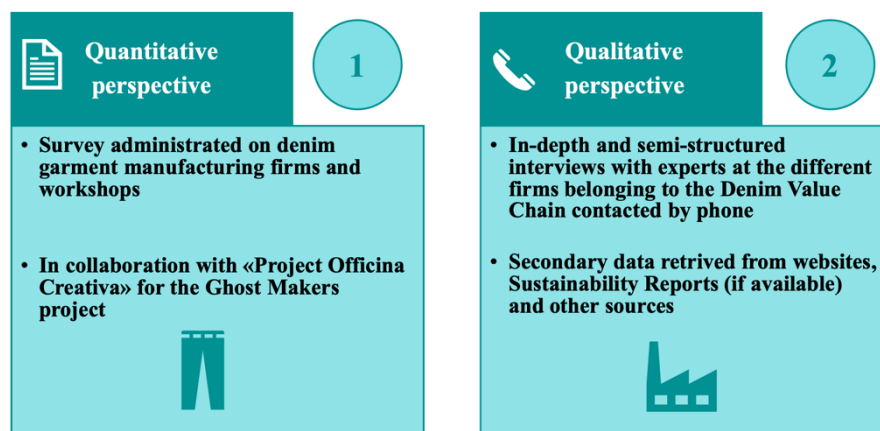 Quantitative
perspective
1
• Survey administrated on denim
garment manufacturing firms and
workshops
• In collaboration with «Project Officina
Creativa» for the Ghost Makers
project
Qualitative
perspective
2
• In-depth and semi-structured
interviews with experts at the different
firms belonging to the Denim Value
Chain contacted by phone
• Secondary data retrived from websites,
Sustainability Reports (if available)
and other sources